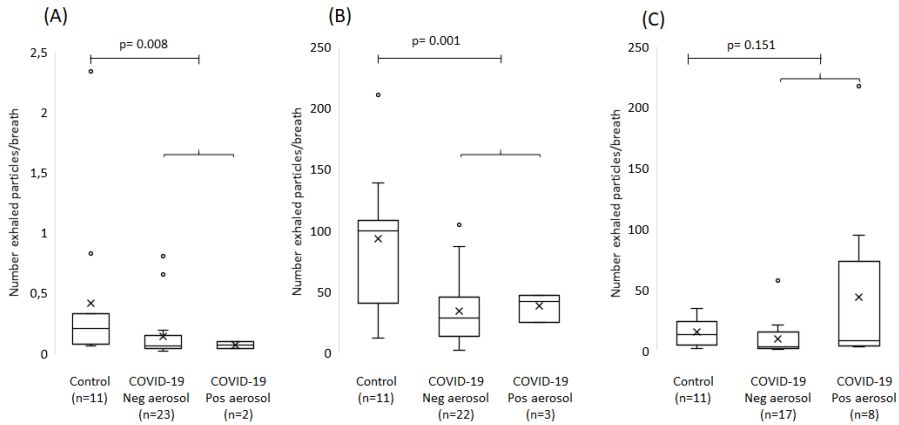 (A)
p= 0.008
Number exhaled particles/breath
2,5
2
1,5
1
0,5
0
Control
(n=11)
COVID-19
Neg aerosol
(n=23)
COVID-19
Pos aerosol
(n=2)
(B)
p= 0.001
Number exhaled particles/breath
250
200
150
100
50
0
Control
(n=11)
COVID-19
Neg aerosol
(n=22)
COVID-19
Pos aerosol
(n=3)
(C)
p= 0.151
Number exhaled particles/breath
250
200
150
100
50
0
Control
(n=11)
COVID-19
Neg aerosol
(n=17)
COVID-19
Pos aerosol
(n=8)